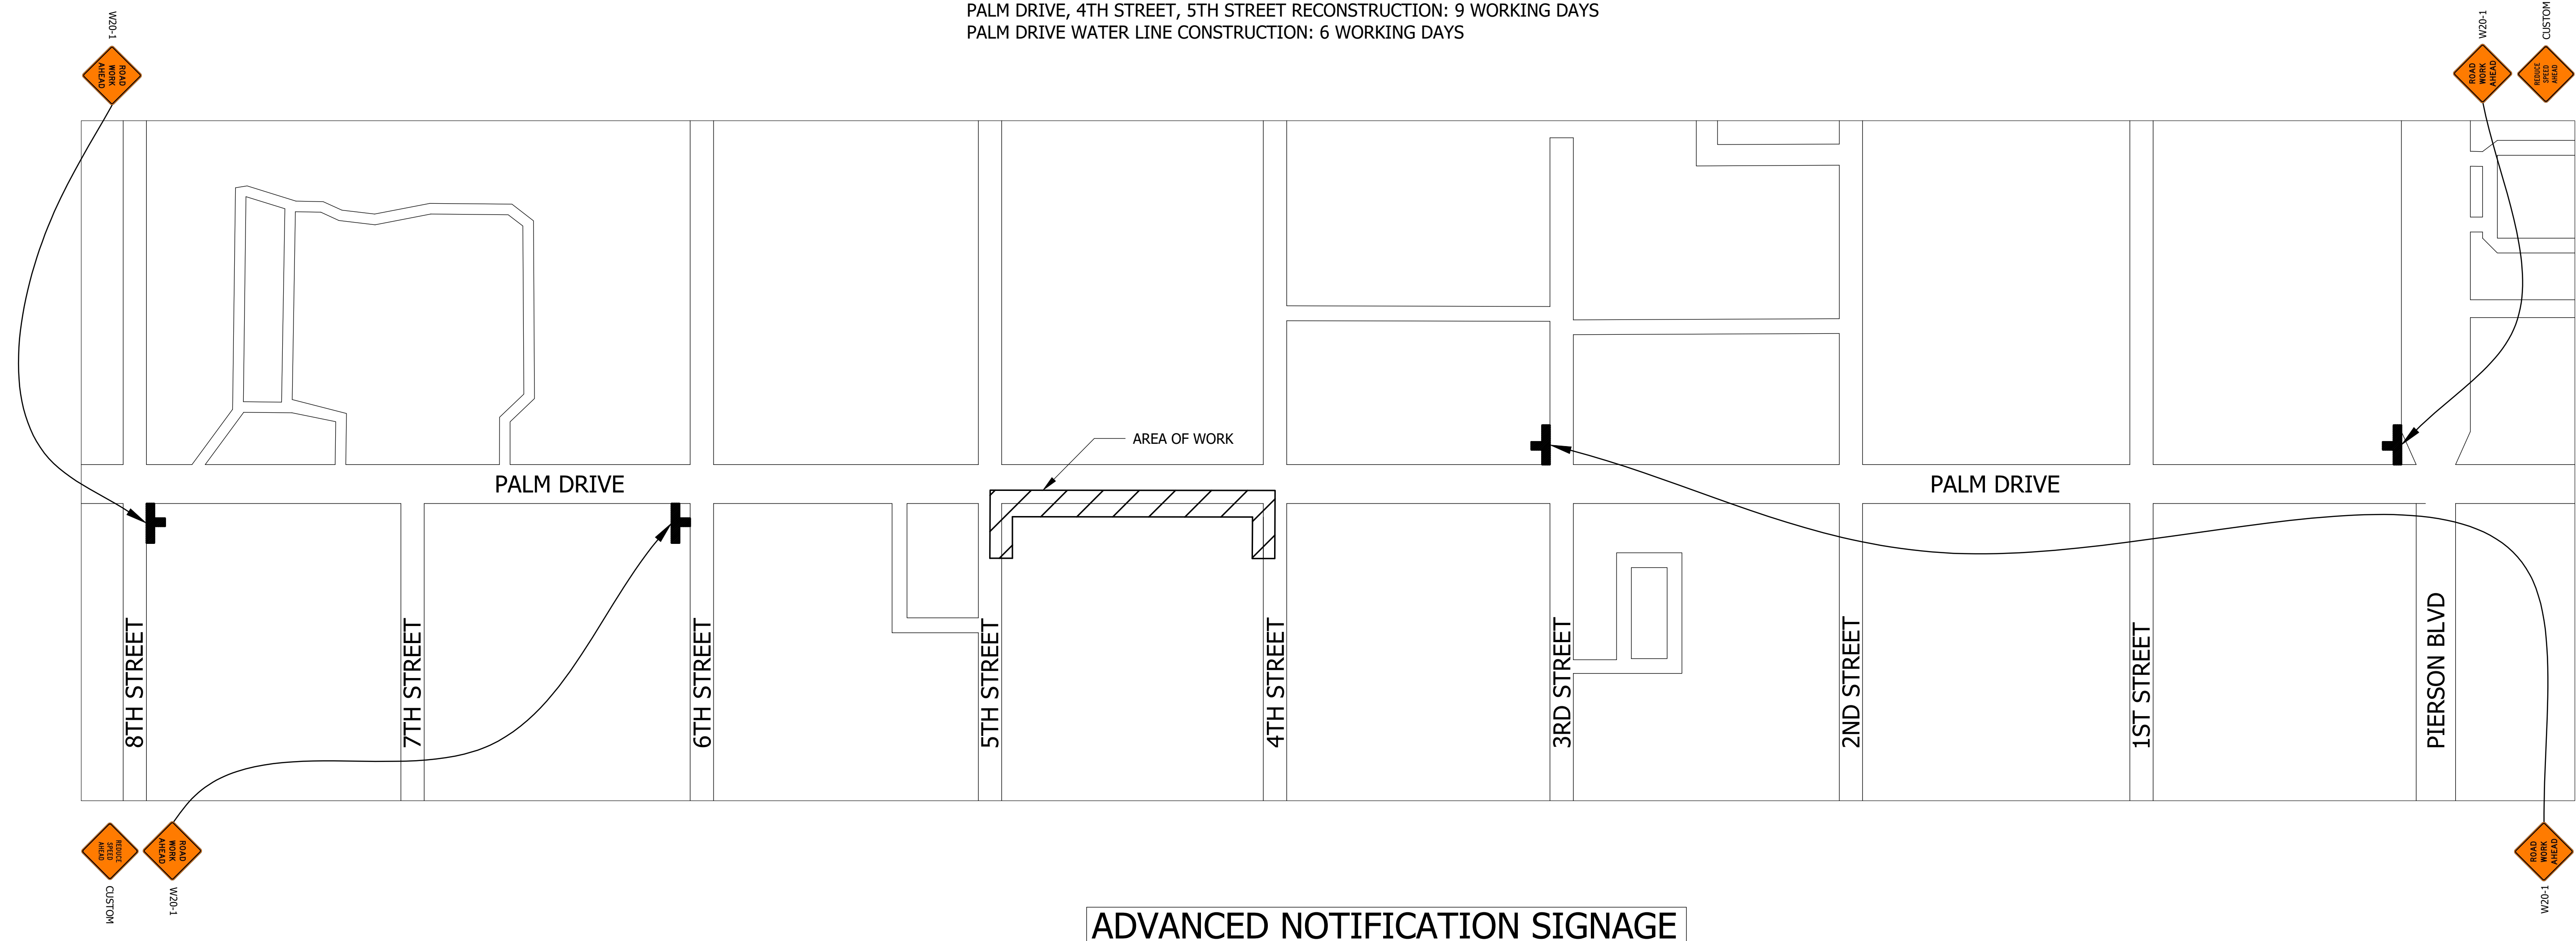 PALM DRIVE, 4TH STREET, 5TH STREET RECONSTRUCTION: 9 WORKING DAYS
PALM DRIVE WATER LINE CONSTRUCTION: 6 WORKING DAYS
W20-1
ROAD
WORK
AHEAD
W20-1
ROAD
WORK
AHEAD
CUSTOM
REDUCE
SPEED
AHEAD
AREA OF WORK
PALM DRIVE
PALM DRIVE
8TH STREET
7TH STREET
6TH STREET
5TH STREET
4TH STREET
3RD STREET
2ND STREET
1ST STREET
PIERSON BLVD
REDUCE
SPEED
AHEAD
CUSTOM
ROAD
WORK
AHEAD
W20-1
ROAD
WORK
AHEAD
W20-1
ADVANCED NOTIFICATION SIGNAGE